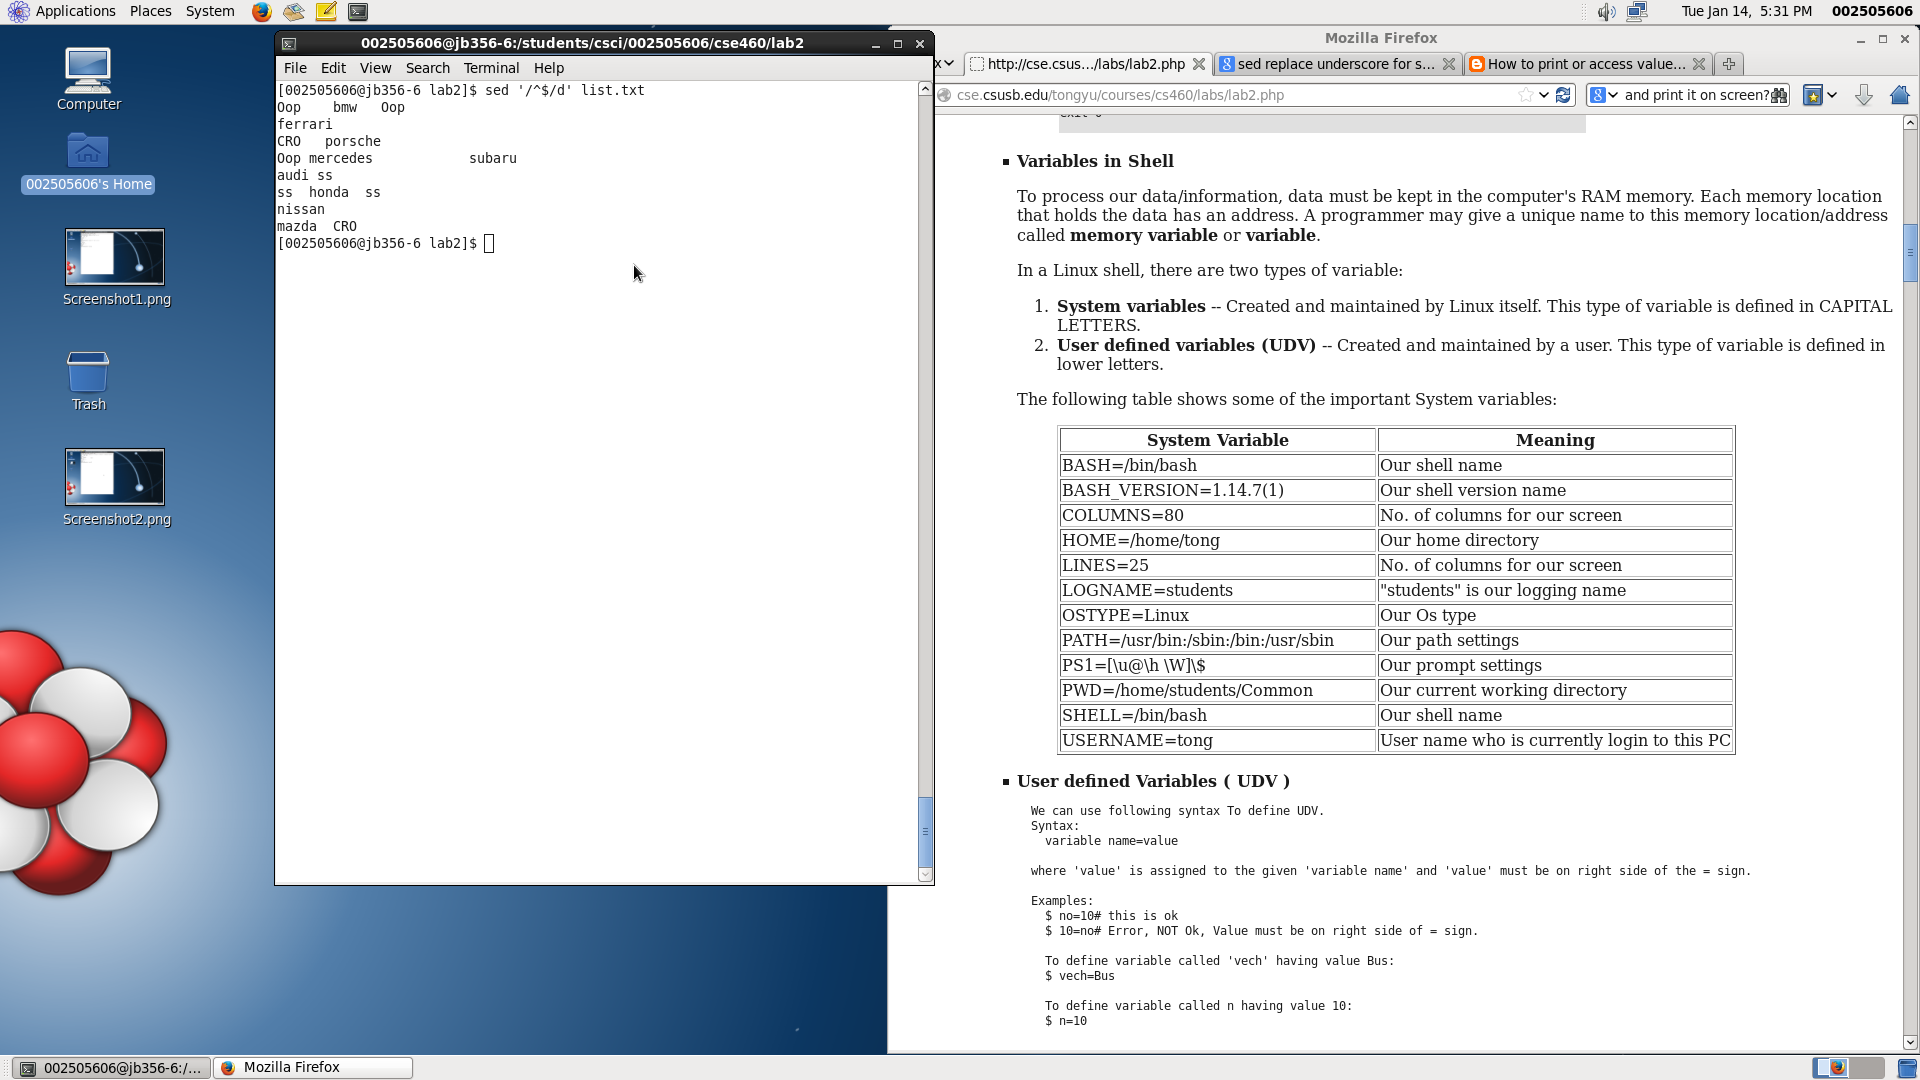 Applications Places System
Tue Jan 14, 5:31 PM 002505606
Computer
002505606's Home
Screenshot1.png
Trash
Screenshot2.png
002505606@jb356-6:/students/csci/002505606/cse460/lab2
File Edit View Search Terminal Help
[002505606@jb356-6 lab2]$ sed '/^$/d' list.txt
Oop    bmw   Oop
ferrari
CRO   porsche
Oop mercedes            subaru
audi ss
ss  honda  ss
nissan
mazda  CRO
[002505606@jb356-6 lab2]$
Mozilla Firefox
http://cse.csus.../labs/lab2.php
sed replace underscore for s...
How to print or access value...
cse.csusb.edu/tongyu/courses/cs460/labs/lab2.php
and print it on screen?
exit 0
Variables in Shell
To process our data/information, data must be kept in the computer's RAM memory. Each memory location
that holds the data has an address. A programmer may give a unique name to this memory location/address
called memory variable or variable.
In a Linux shell, there are two types of variable:
1. System variables -- Created and maintained by Linux itself. This type of variable is defined in CAPITAL
LETTERS.
2. User defined variables (UDV) -- Created and maintained by a user. This type of variable is defined in
lower letters.
The following table shows some of the important System variables:
System Variable Meaning
BASH=/bin/bash Our shell name
BASH_VERSION=1.14.7(1) Our shell version name
COLUMNS=80 No. of columns for our screen
HOME=/home/tong Our home directory
LINES=25 No. of columns for our screen
LOGNAME=students "students" is our logging name
OSTYPE=Linux Our Os type
PATH=/usr/bin:/sbin:/bin:/usr/sbin Our path settings
PS1=[\u@\h \W]\$ Our prompt settings
PWD=/home/students/Common Our current working directory
SHELL=/bin/bash Our shell name
USERNAME=tong User name who is currently login to this PC
User defined Variables ( UDV )
We can use following syntax To define UDV.
Syntax:
variable name=value
where 'value' is assigned to the given 'variable name' and 'value' must be on right side of the = sign.
Examples:
$ no=10# this is ok
$ 10=no# Error, NOT Ok, Value must be on right side of = sign.
To define variable called 'vech' having value Bus:
$ vech=Bus
To define variable called n having value 10:
$ n=10
002505606@jb356-6:/...
Mozilla Firefox